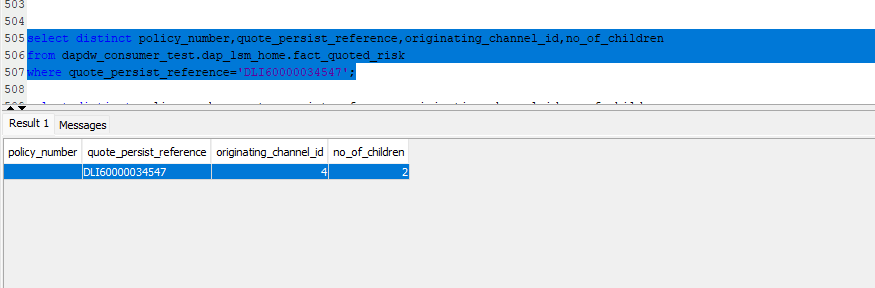 503
504
505 select distinct policy_number,quote_persist_reference,originating_channel_id,no_of_children
506 from dapdw_consumer_test.dap_lsm_home.fact_quoted_risk
507 where quote_persist_reference='DLI60000034547';
508
Result 1 Messages
policy_number quote_persist_reference originating_channel_id no_of_children
DLI60000034547 4 2